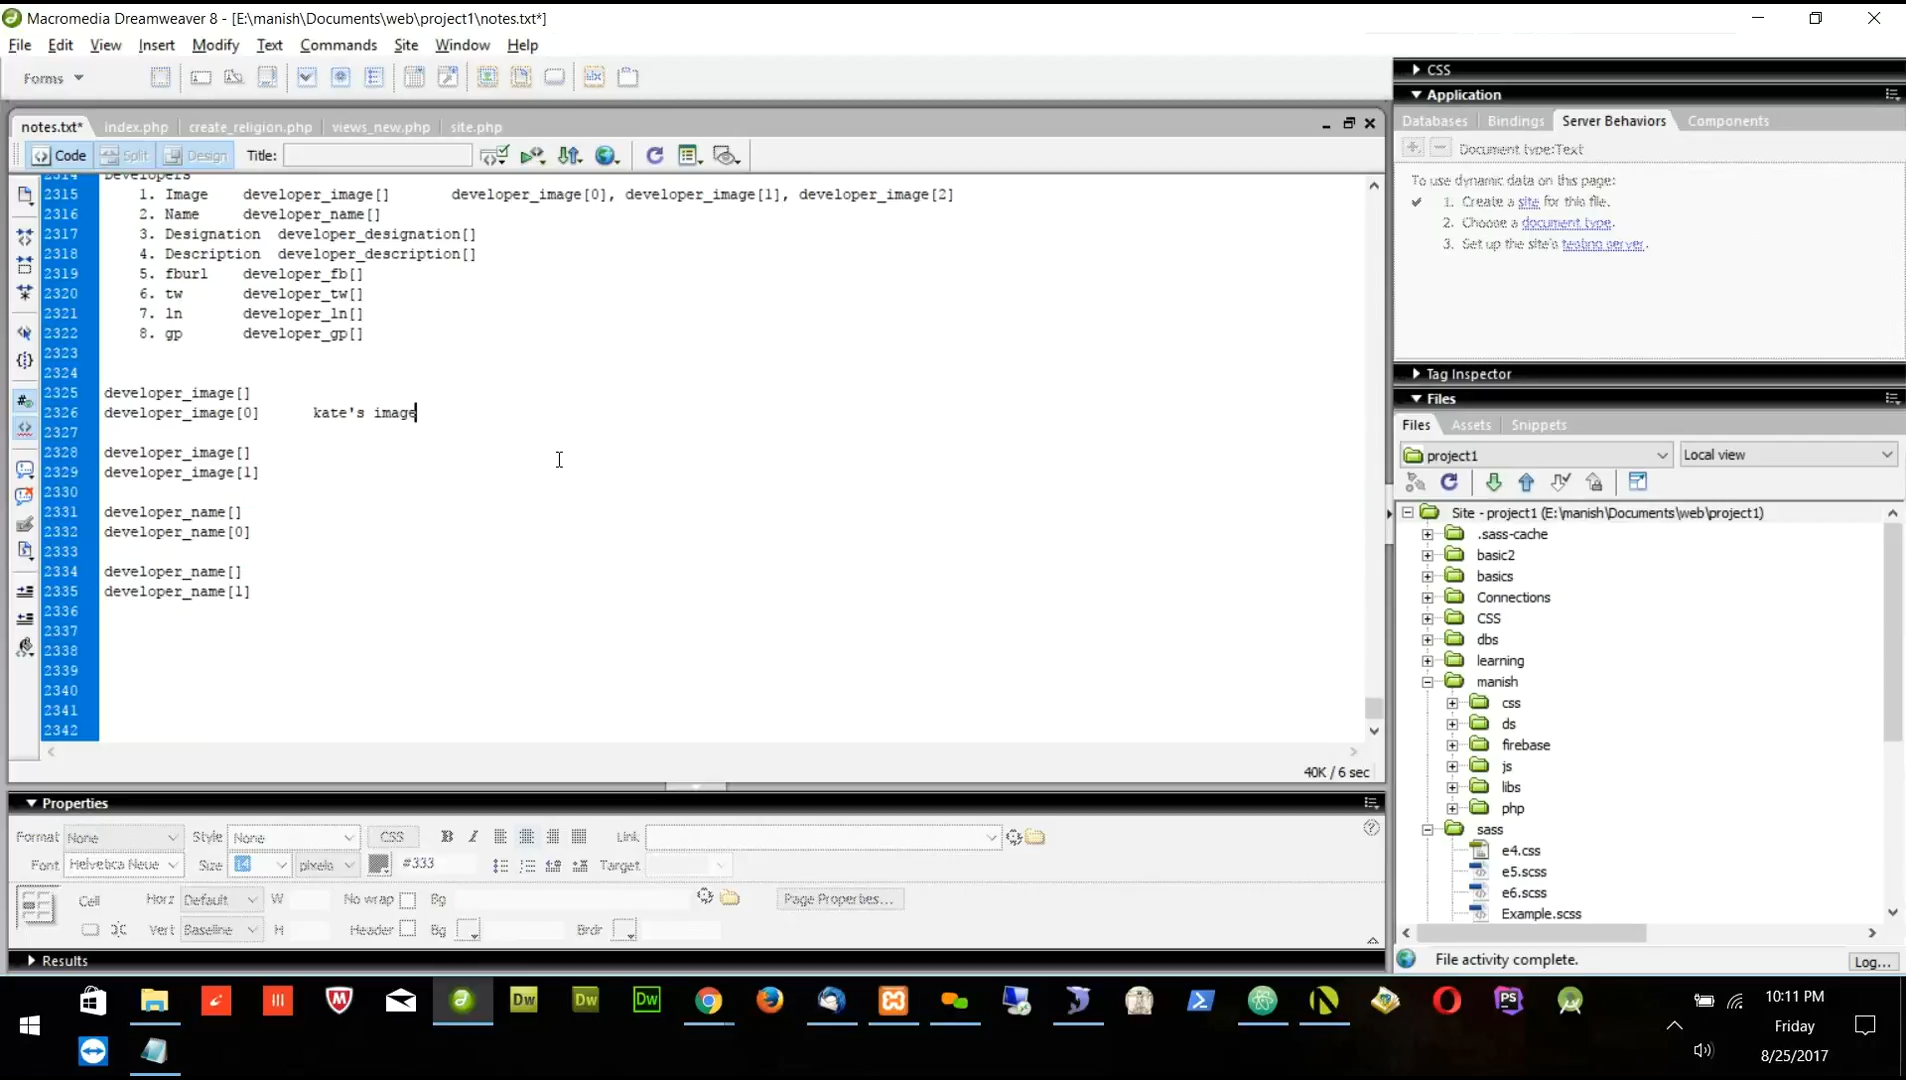 Macromedia Dreamweaver 8 - [E:\manish\Documents\web\project1\notes.txt*]
File Edit View Insert Modify Text Commands Site Window Help
Forms
notes.txt* index.php create_religion.php views_new.php site.php
Code Split Design Title:
2314 Developers
2315 1. Image developer_image[] developer_image[0], developer_image[1], developer_image[2]
2316 2. Name developer_name[]
2317 3. Designation developer_designation[]
2318 4. Description developer_description[]
2319 5. fburl developer_fb[]
2320 6. tw developer_tw[]
2321 7. ln developer_ln[]
2322 8. gp developer_gp[]
2323
2324
2325 developer_image[]
2326 developer_image[0] kate's image
2327
2328 developer_image[]
2329 developer_image[1]
2330
2331 developer_name[]
2332 developer_name[0]
2333
2334 developer_name[]
2335 developer_name[1]
2336
2337
2338
2339
2340
2341
2342
40K / 6 sec
Properties
Format None Style None CSS B I Link
Font Helvetica Neue Size 14 pixels #333 Target
Cell Horz Default W No wrap Bg Page Properties...
Vert Baseline H Header Bg Brdr
Results
CSS
Application
Databases Bindings Server Behaviors Components
Document type:Text
To use dynamic data on this page:
1. Create a site for this file.
2. Choose a document type.
3. Set up the site's testing server.
Tag Inspector
Files
Files Assets Snippets
project1 Local view
Site - project1 (E:\manish\Documents\web\project1)
.sass-cache
basic2
basics
Connections
CSS
dbs
learning
manish
css
ds
firebase
js
libs
php
sass
e4.css
e5.scss
e6.scss
Example.scss
File activity complete. Log...
Dw Dw Dw PS
10:11 PM
Friday
8/25/2017